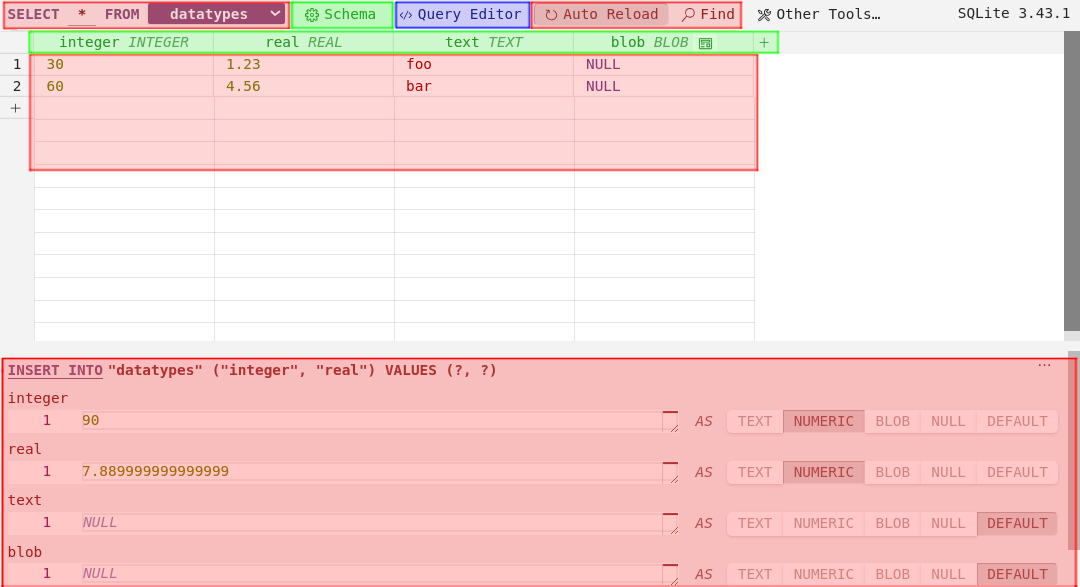 SELECT * FROM datatypes Schema </> Query Editor Auto Reload Find Other Tools… SQLite 3.43.1
integer INTEGER real REAL text TEXT blob BLOB +
1 30 1.23 foo NULL
2 60 4.56 bar NULL
+
INSERT INTO "datatypes" ("integer", "real") VALUES (?, ?) …
integer
1 90 AS TEXT NUMERIC BLOB NULL DEFAULT
real
1 7.889999999999999 AS TEXT NUMERIC BLOB NULL DEFAULT
text
1 NULL AS TEXT NUMERIC BLOB NULL DEFAULT
blob
1 NULL AS TEXT NUMERIC BLOB NULL DEFAULT